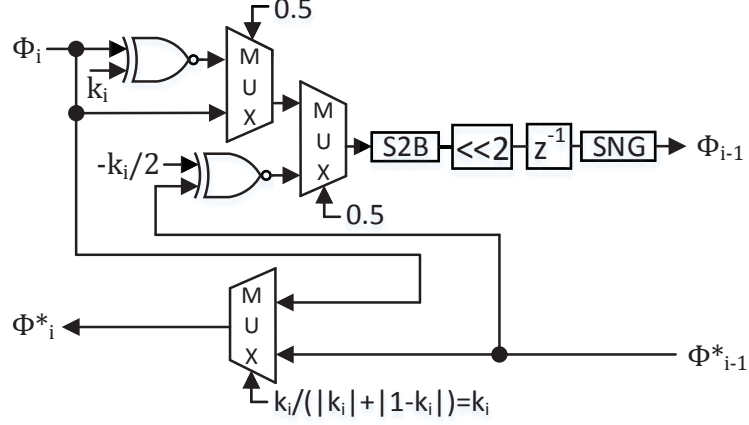 0.5
Φi
ki
M
U
X
M
U
X
-ki/2
0.5
S2B
<<2
z-1
SNG
Φi-1
M
U
X
Φ*i
Φ*i-1
ki/(|ki|+|1-ki|)=ki